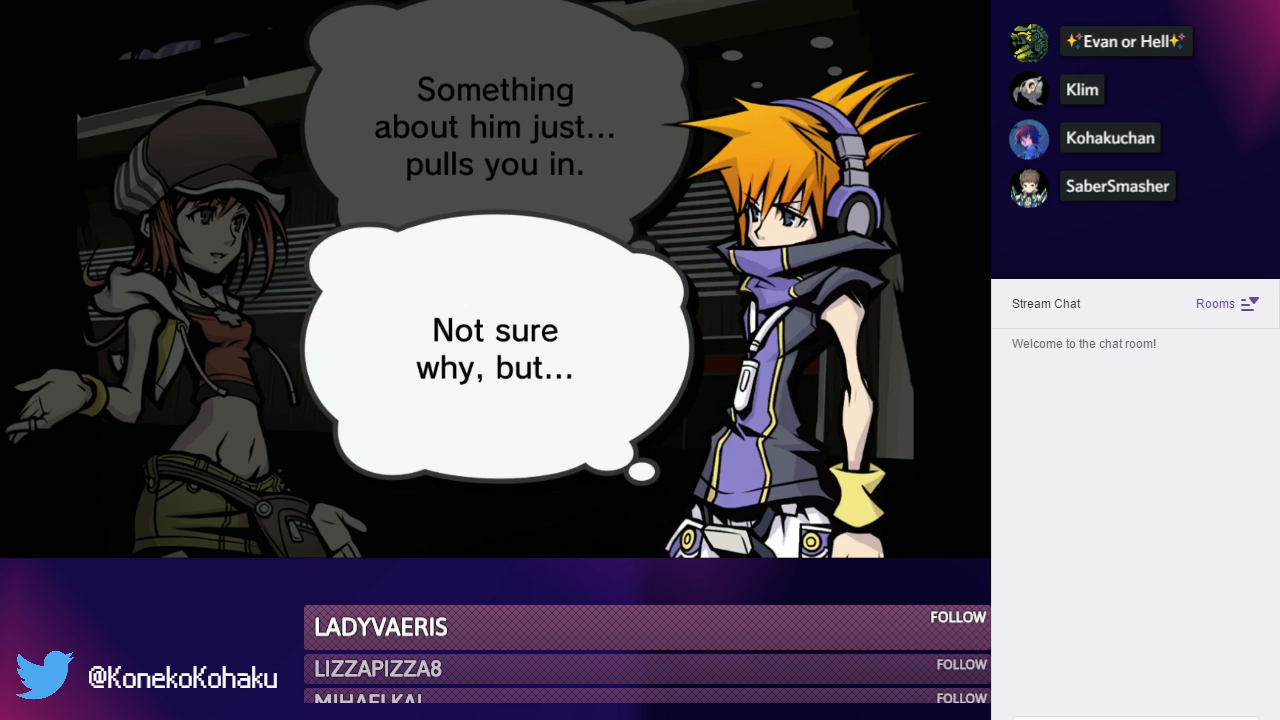 Something
about him just...
pulls you in.
Not sure
why, but...
✨Evan or Hell✨
Klim
Kohakuchan
SaberSmasher
Stream Chat
Rooms
Welcome to the chat room!
LADYVAERIS FOLLOW
LIZZAPIZZA8 FOLLOW
FOLLOW
@KonekoKohaku